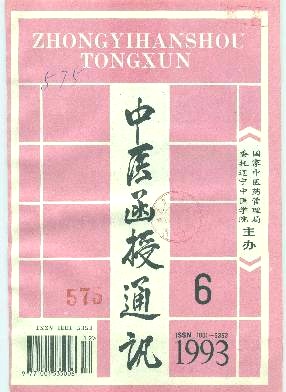 ZHONGYIHANSHOU
TONGXUN
575
中医函授通讯
国家中医药管理局
委托辽宁中医学院
主办
575
6
ISSN 1001-5353
1993